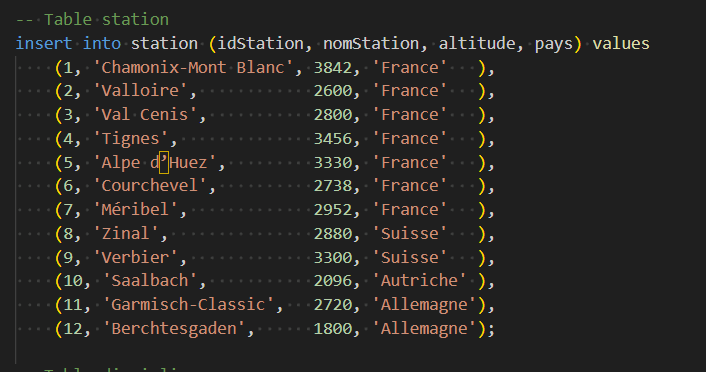 -- Table station
insert into station (idStation, nomStation, altitude, pays) values
    (1, 'Chamonix-Mont Blanc', 3842, 'France'   ),
    (2, 'Valloire',            2600, 'France'   ),
    (3, 'Val Cenis',           2800, 'France'   ),
    (4, 'Tignes',              3456, 'France'   ),
    (5, 'Alpe d’Huez',         3330, 'France'   ),
    (6, 'Courchevel',          2738, 'France'   ),
    (7, 'Méribel',             2952, 'France'   ),
    (8, 'Zinal',               2880, 'Suisse'   ),
    (9, 'Verbier',             3300, 'Suisse'   ),
    (10, 'Saalbach',           2096, 'Autriche' ),
    (11, 'Garmisch-Classic',   2720, 'Allemagne'),
    (12, 'Berchtesgaden',      1800, 'Allemagne');